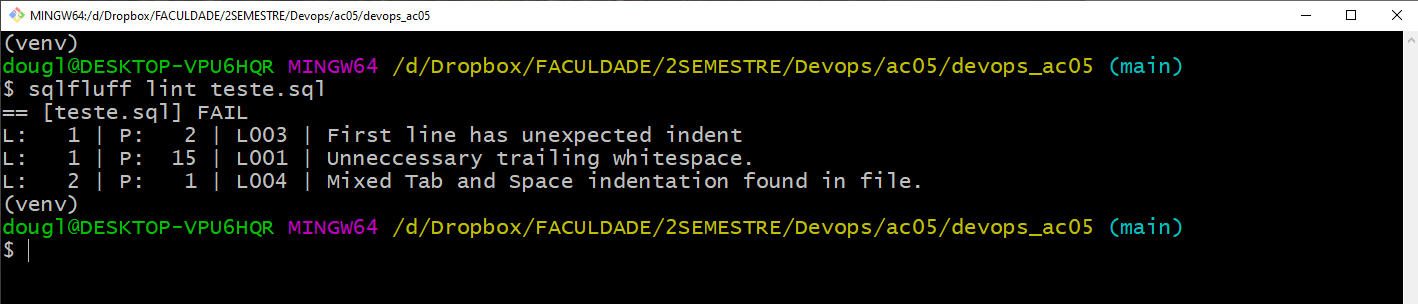 MINGW64:/d/Dropbox/FACULDADE/2SEMESTRE/Devops/ac05/devops_ac05
(venv)
dougl@DESKTOP-VPU6HQR MINGW64 /d/Dropbox/FACULDADE/2SEMESTRE/Devops/ac05/devops_ac05 (main)
$ sqlfluff lint teste.sql
== [teste.sql] FAIL
L:   1 | P:   2 | L003 | First line has unexpected indent
L:   1 | P:  15 | L001 | Unneccessary trailing whitespace.
L:   2 | P:   1 | L004 | Mixed Tab and Space indentation found in file.
(venv)
dougl@DESKTOP-VPU6HQR MINGW64 /d/Dropbox/FACULDADE/2SEMESTRE/Devops/ac05/devops_ac05 (main)
$